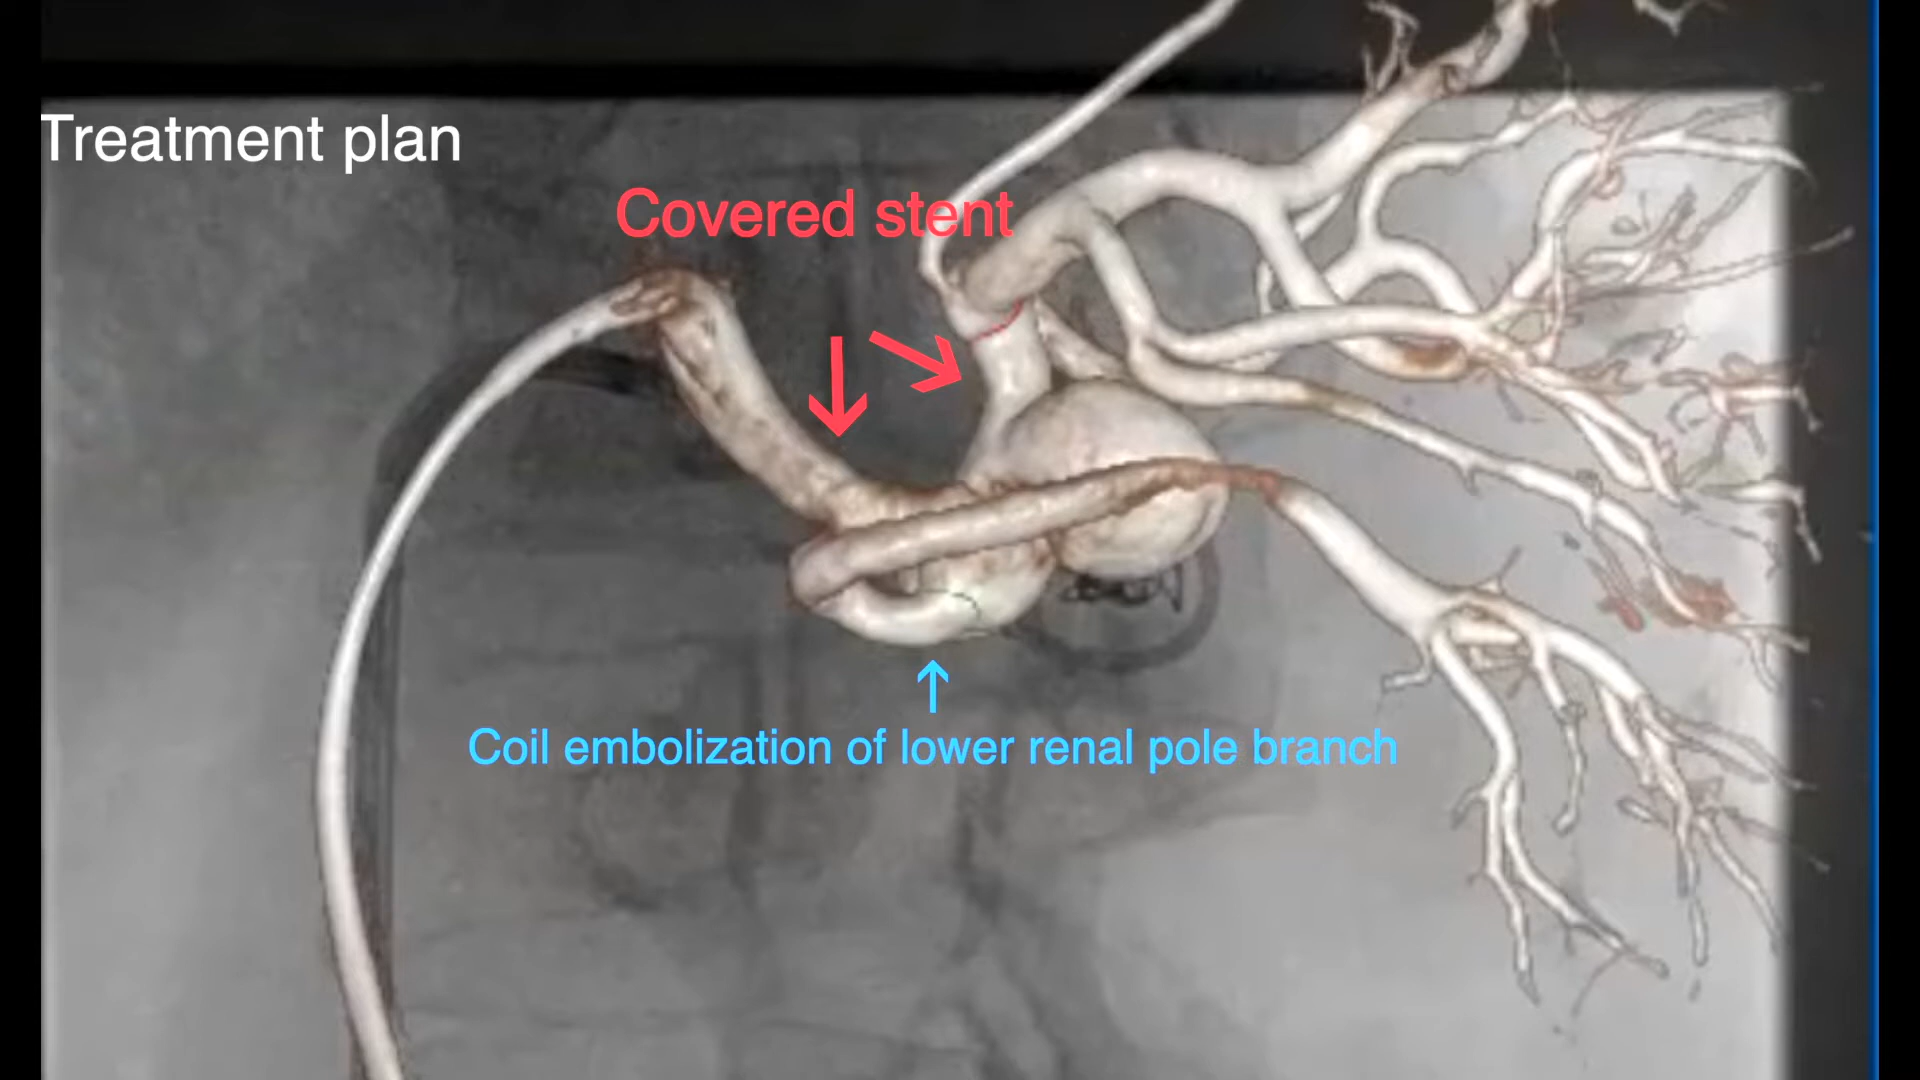 Treatment plan
Covered stent
Coil embolization of lower renal pole branch